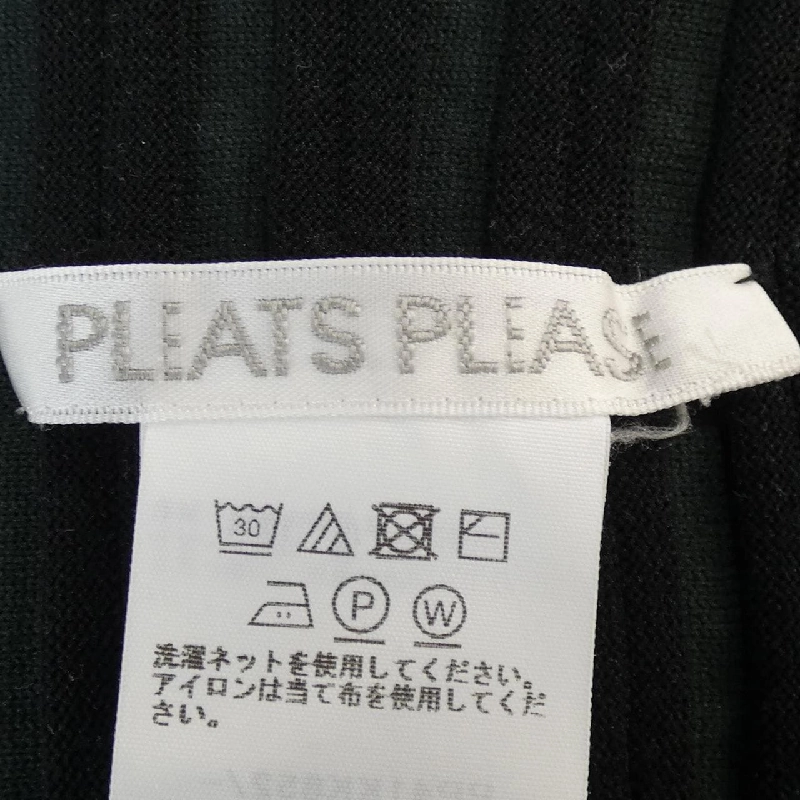 PLEATS PLEASE
30
P W
洗濯ネットを使用してください。
アイロンは当て布を使用してくだ
さい。